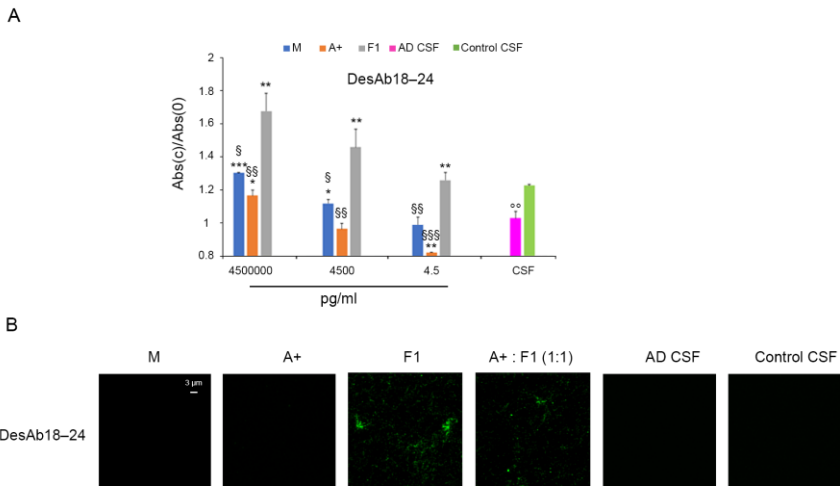 A
M A+ F1 AD CSF Control CSF
DesAb18–24
Abs(c)/Abs(0)
2
1.8
1.6
1.4
1.2
1
0.8
**
§
***
§§
*
**
§
*
§§
**
§§
§§§
**
°°
4500000 4500 4.5 CSF
pg/ml
B
M A+ F1 A+ : F1 (1:1) AD CSF Control CSF
3 µm
DesAb18–24